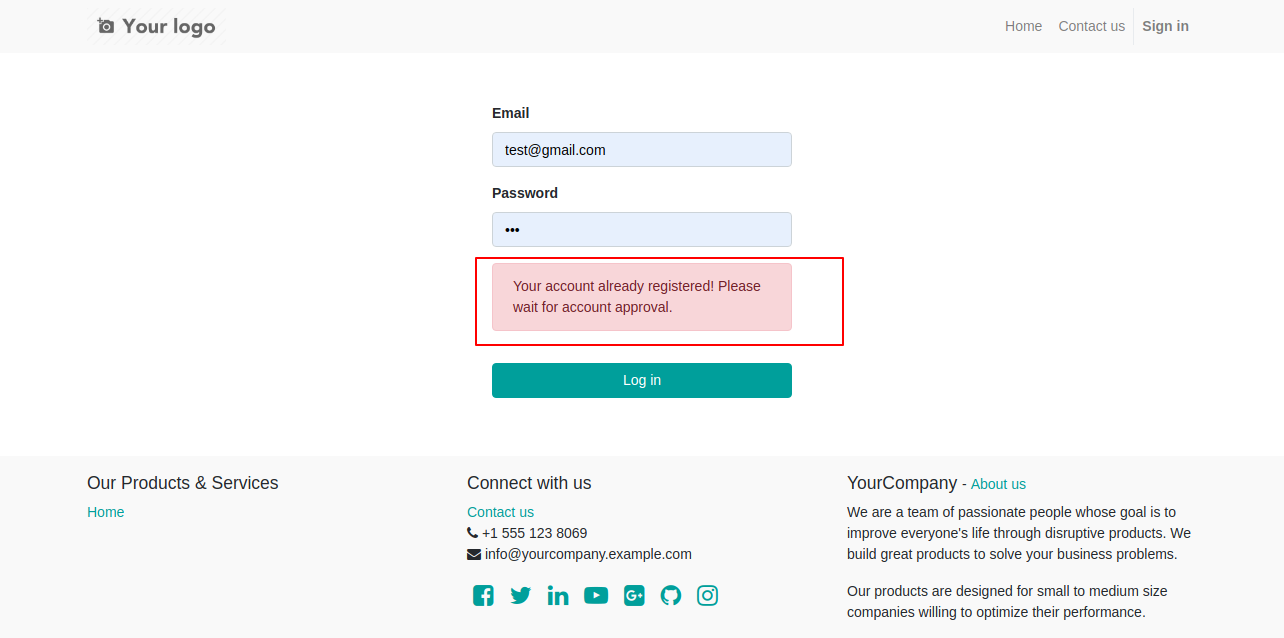 Your logo
Home Contact us Sign in
Email
test@gmail.com
Password
•••
Your account already registered! Please
wait for account approval.
Log in
Our Products & Services
Home
Connect with us
Contact us
+1 555 123 8069
info@yourcompany.example.com
YourCompany - About us
We are a team of passionate people whose goal is to
improve everyone's life through disruptive products. We
build great products to solve your business problems.
Our products are designed for small to medium size
companies willing to optimize their performance.